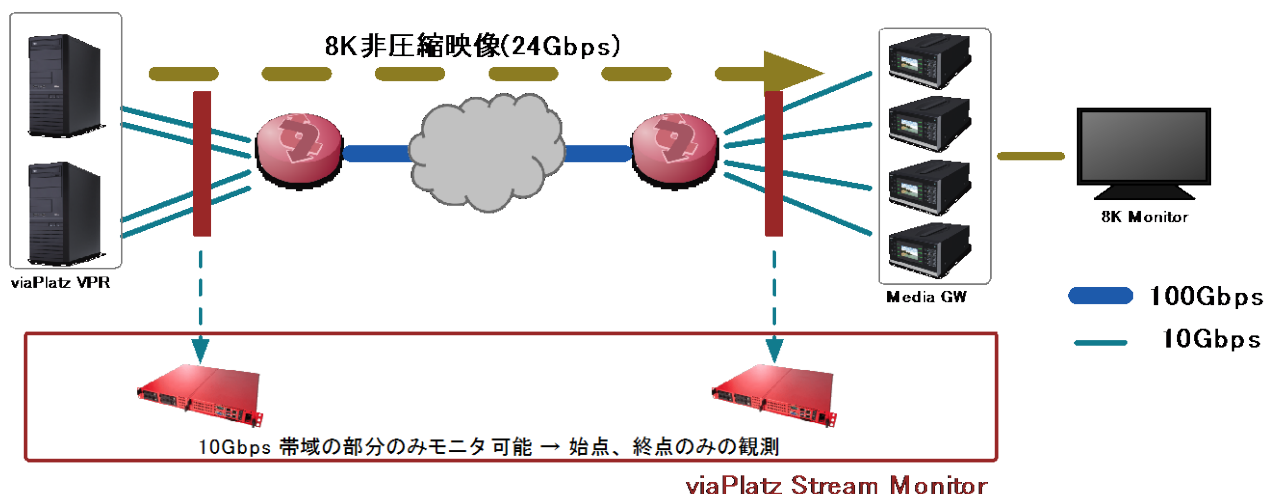 8K非圧縮映像(24Gbps)
viaPlatz VPR
Media GW
8K Monitor
100Gbps
10Gbps
10Gbps 帯域の部分のみモニタ可能 → 始点、終点のみの観測
viaPlatz Stream Monitor